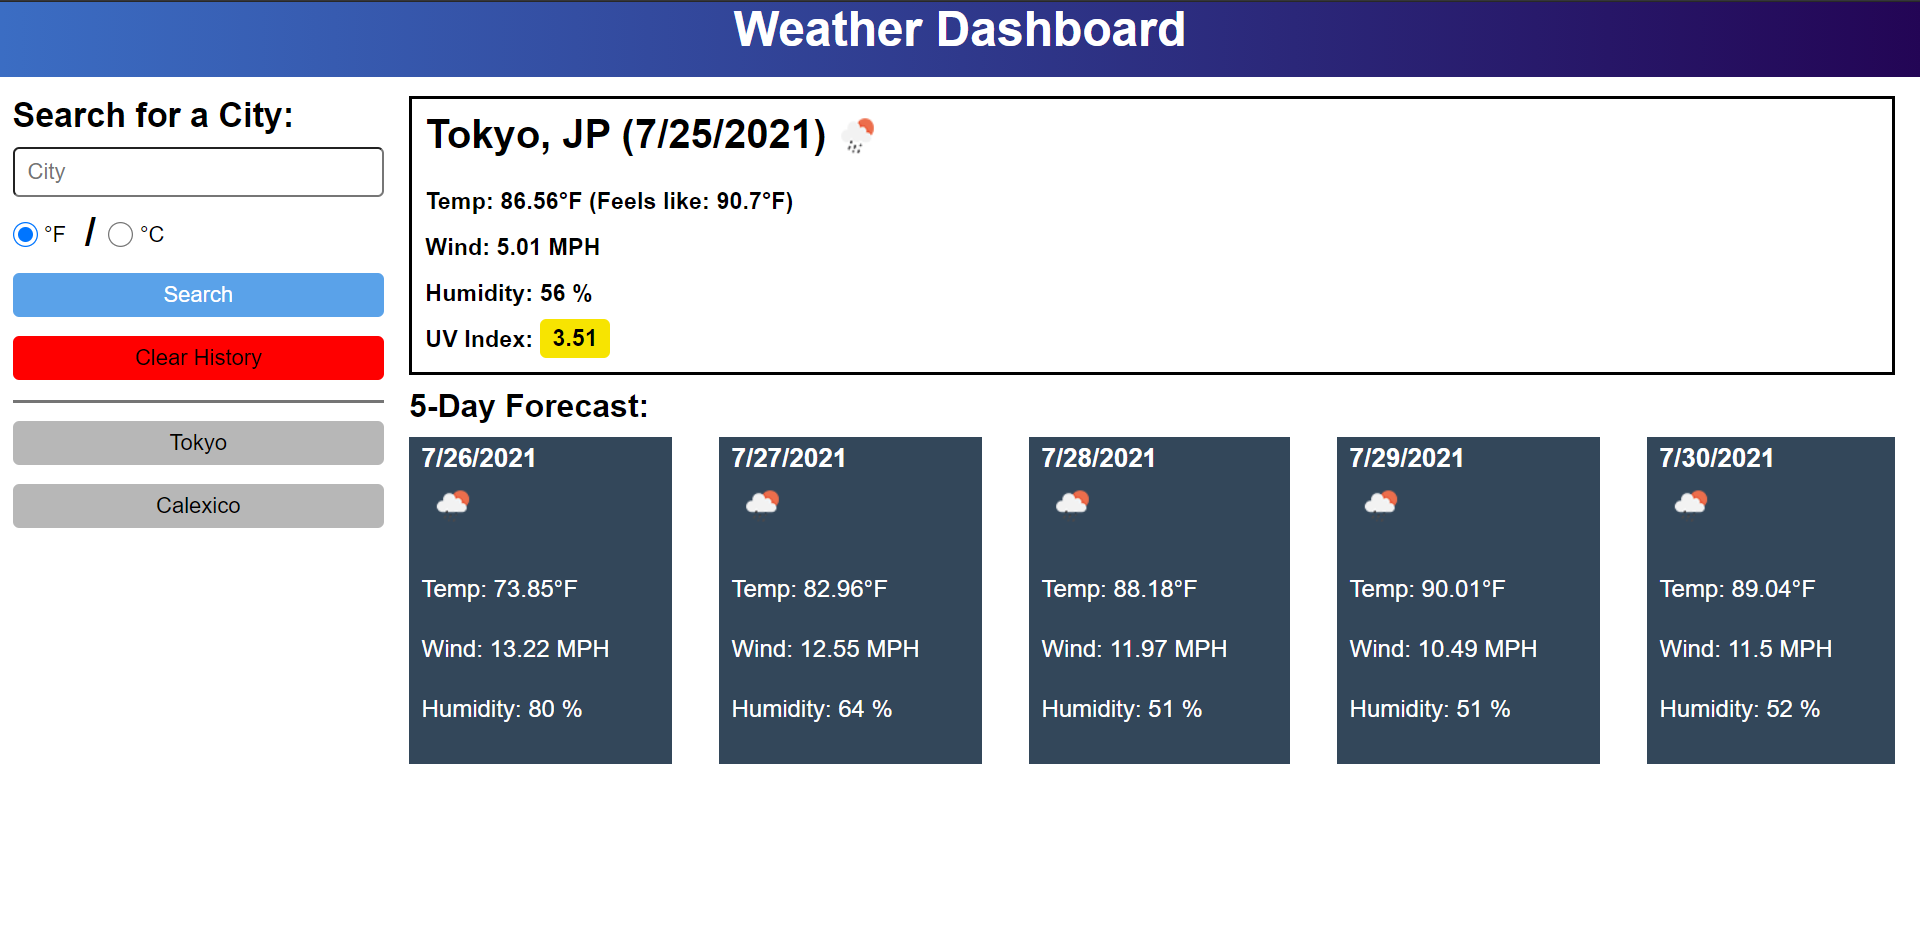 Weather Dashboard
Search for a City:
City
°F / °C
Search
Clear History
Tokyo
Calexico
Tokyo, JP (7/25/2021)
Temp: 86.56°F (Feels like: 90.7°F)
Wind: 5.01 MPH
Humidity: 56 %
UV Index: 3.51
5-Day Forecast:
7/26/2021
Temp: 73.85°F
Wind: 13.22 MPH
Humidity: 80 %
7/27/2021
Temp: 82.96°F
Wind: 12.55 MPH
Humidity: 64 %
7/28/2021
Temp: 88.18°F
Wind: 11.97 MPH
Humidity: 51 %
7/29/2021
Temp: 90.01°F
Wind: 10.49 MPH
Humidity: 51 %
7/30/2021
Temp: 89.04°F
Wind: 11.5 MPH
Humidity: 52 %